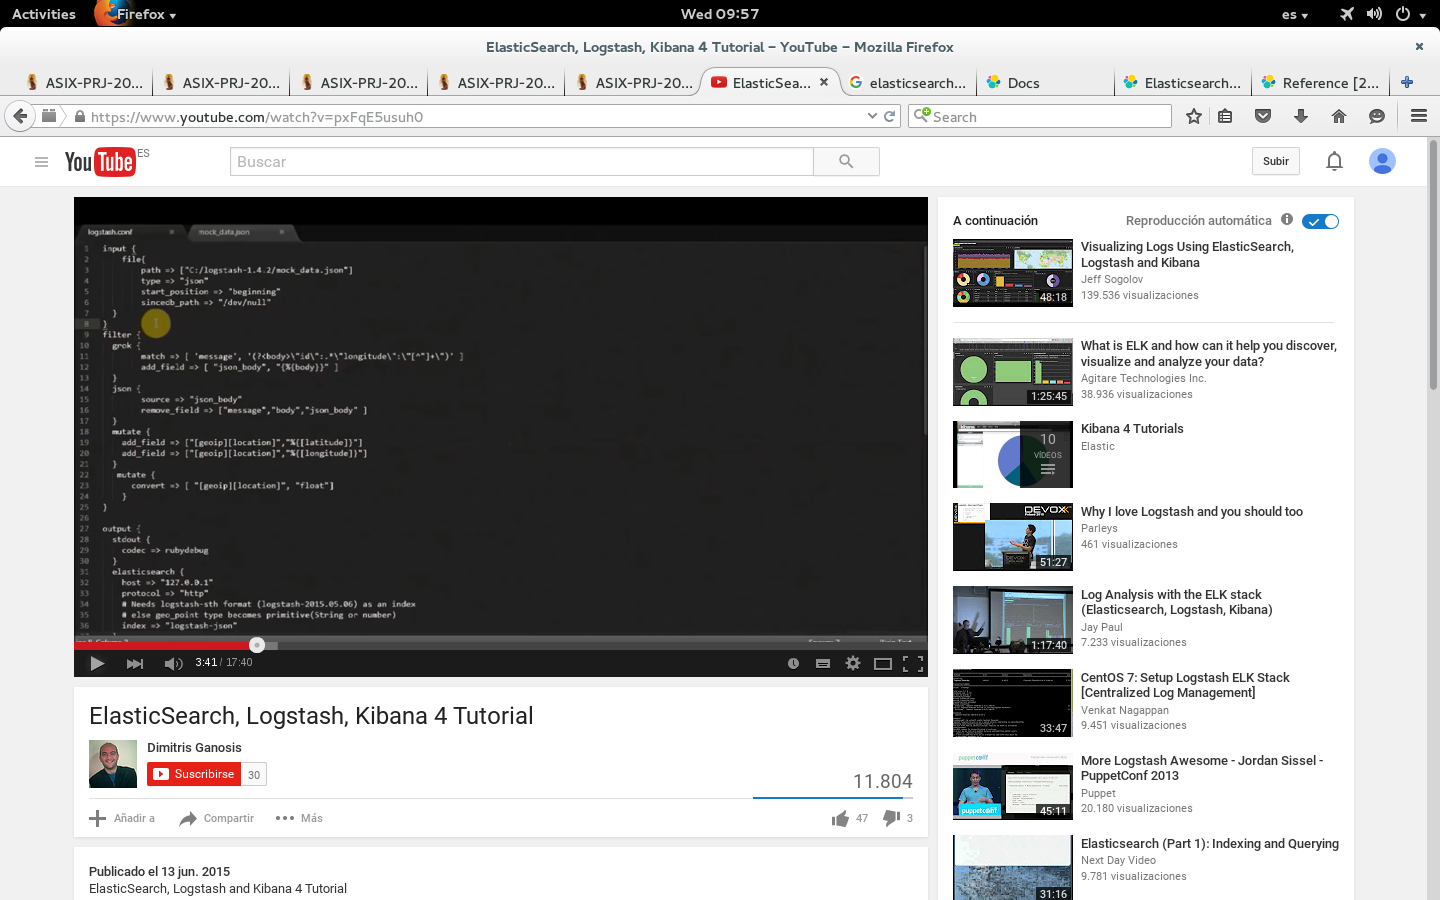 Activities
Firefox
Wed 09:57
es
ElasticSearch, Logstash, Kibana 4 Tutorial – YouTube – Mozilla Firefox
ASIX-PRJ-20...
ASIX-PRJ-20...
ASIX-PRJ-20...
ASIX-PRJ-20...
ASIX-PRJ-20...
ElasticSea...
elasticsearch...
Docs
Elasticsearch...
Reference [2...
https://www.youtube.com/watch?v=pxFqE5usuh0
Search
YouTube ES
Buscar
Subir
logstash.conf
mock_data.json
1 input {
2 file{
3 path => ["C:/logstash-1.4.2/mock_data.json"]
4 type => "json"
5 start_position => "beginning"
6 sincedb_path => "/dev/null"
7 }
8 }
9 filter {
10 grok {
11 match => [ 'message', '(?<body>\"id\":.*\"longitude\":\"[^"]+\")' ]
12 add_field => [ "json_body", "{%{body}}" ]
13 }
14 json {
15 source => "json_body"
16 remove_field => ["message","body","json_body" ]
17 }
18 mutate {
19 add_field => ["[geoip][location]","%{[latitude]}"]
20 add_field => ["[geoip][location]","%{[longitude]}"]
21 }
22 mutate {
23 convert => [ "[geoip][location]", "float"]
24 }
25 }
26
27 output {
28 stdout {
29 codec => rubydebug
30 }
31 elasticsearch {
32 host => "127.0.0.1"
33 protocol => "http"
34 # Needs logstash-sth format (logstash-2015.05.06) as an index
35 # else geo_point type becomes primitive(String or number)
36 index => "logstash-json"
3:41 / 17:40
ElasticSearch, Logstash, Kibana 4 Tutorial
Dimitris Ganosis
Suscribirse 30
11.804
Añadir a
Compartir
Más
47
3
Publicado el 13 jun. 2015
ElasticSearch, Logstash and Kibana 4 Tutorial
A continuación
Reproducción automática
48:18
Visualizing Logs Using ElasticSearch,
Logstash and Kibana
Jeff Sogolov
139.536 visualizaciones
1:25:45
What is ELK and how can it help you discover,
visualize and analyze your data?
Agitare Technologies Inc.
38.936 visualizaciones
10
VÍDEOS
Kibana 4 Tutorials
Elastic
DEVOXX
51:27
Why I love Logstash and you should too
Parleys
461 visualizaciones
1:17:40
Log Analysis with the ELK stack
(Elasticsearch, Logstash, Kibana)
Jay Paul
7.233 visualizaciones
33:47
CentOS 7: Setup Logstash ELK Stack
[Centralized Log Management]
Venkat Nagappan
9.451 visualizaciones
puppetconf
puppetconf
45:11
More Logstash Awesome - Jordan Sissel -
PuppetConf 2013
Puppet
20.180 visualizaciones
31:16
Elasticsearch (Part 1): Indexing and Querying
Next Day Video
9.781 visualizaciones